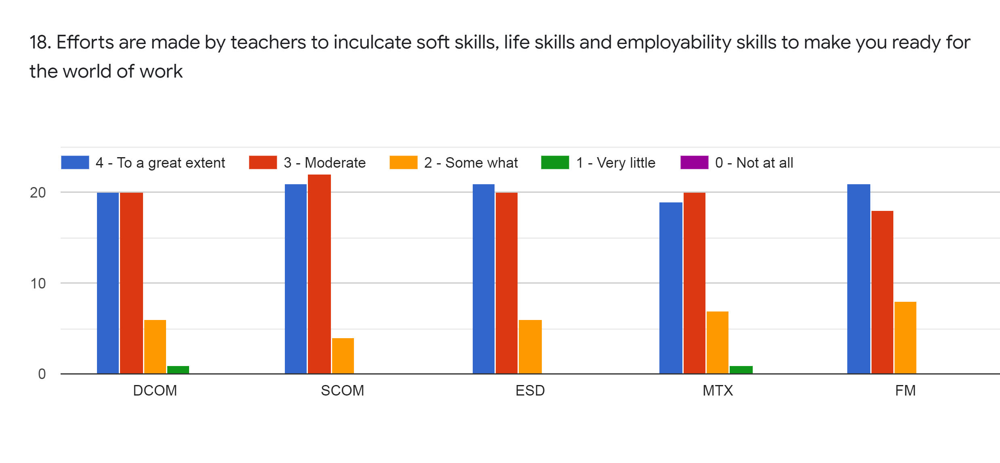 18. Efforts are made by teachers to inculcate soft skills, life skills and employability skills to make you ready for
the world of work
4 - To a great extent 3 - Moderate 2 - Some what 1 - Very little 0 - Not at all
20
10
0
DCOM SCOM ESD MTX FM